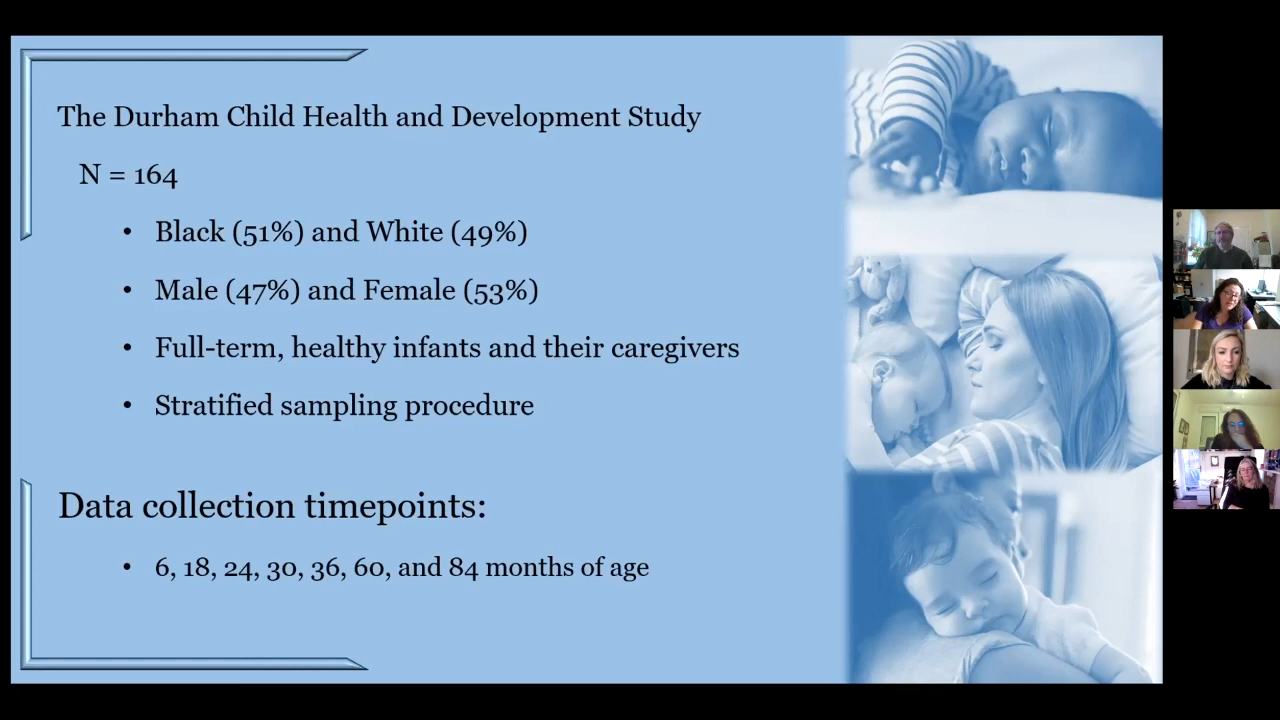 The Durham Child Health and Development Study
N = 164
• Black (51%) and White (49%)
• Male (47%) and Female (53%)
• Full-term, healthy infants and their caregivers
• Stratified sampling procedure
Data collection timepoints:
• 6, 18, 24, 30, 36, 60, and 84 months of age